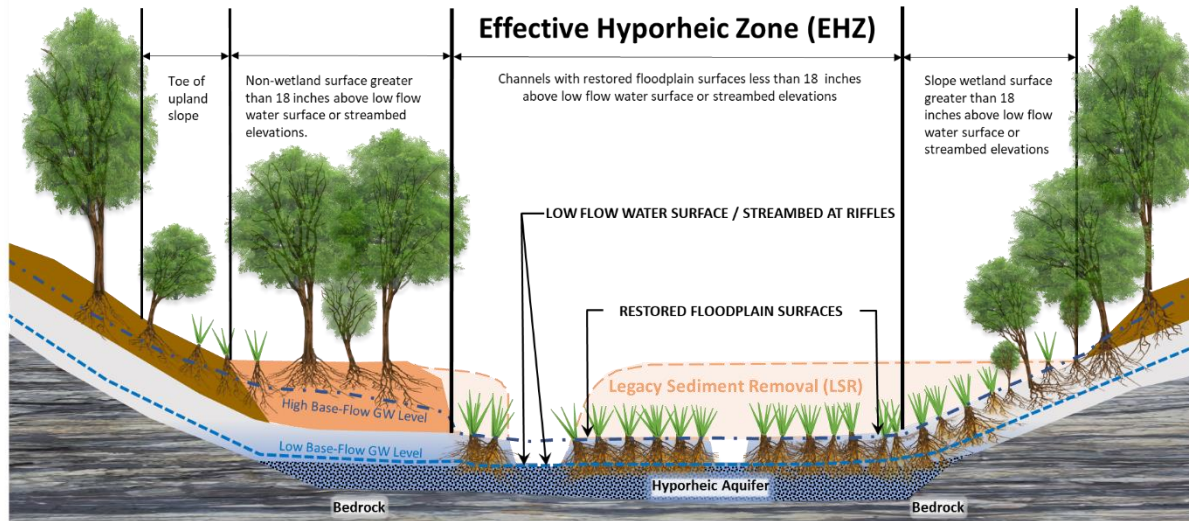 Effective Hyporheic Zone (EHZ)
Toe of
upland
slope
Non-wetland surface greater
than 18 inches above low flow
water surface or streambed
elevations.
Channels with restored floodplain surfaces less than 18 inches
above low flow water surface or streambed elevations
Slope wetland surface
greater than 18
inches above low flow
water surface or
streambed elevations
LOW FLOW WATER SURFACE / STREAMBED AT RIFFLES
RESTORED FLOODPLAIN SURFACES
Legacy Sediment Removal (LSR)
High Base-Flow GW Level
Low Base-Flow GW Level
Hyporheic Aquifer
Bedrock
Bedrock